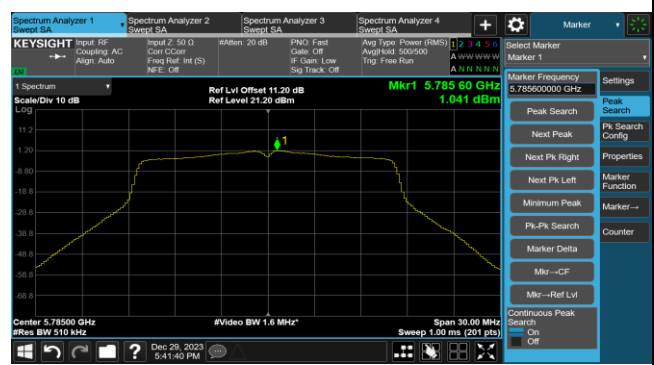 Spectrum Analyzer 1
Swept SA
Spectrum Analyzer 2
Swept SA
Spectrum Analyzer 3
Swept SA
Spectrum Analyzer 4
Swept SA
+
Marker
KEYSIGHT
Input: RF
Coupling: AC
Align: Auto
Input Z: 50 Ω
Corr CCorr
Freq Ref: Int (S)
NFE: Off
#Atten: 20 dB
PNO: Fast
Gate: Off
IF Gain: Low
Sig Track: Off
Avg Type: Power (RMS)
Avg|Hold: 500/500
Trig: Free Run
1 2 3 4 5 6
A W W W W W
A N N N N N
Select Marker
Marker 1
1 Spectrum
Scale/Div 10 dB
Ref Lvl Offset 11.20 dB
Ref Level 21.20 dBm
Mkr1 5.785 60 GHz
1.041 dBm
Log
11.2
1.20
-8.80
-18.8
-28.8
-38.8
-48.8
-58.8
-68.8
1
Center 5.78500 GHz
#Res BW 510 kHz
#Video BW 1.6 MHz*
Span 30.00 MHz
Sweep 1.00 ms (201 pts)
Marker Frequency
5.785600000 GHz
Peak Search
Next Peak
Next Pk Right
Next Pk Left
Minimum Peak
Pk-Pk Search
Marker Delta
Mkr→CF
Mkr→Ref Lvl
Continuous Peak
Search
On
Off
Settings
Peak
Search
Pk Search
Config
Properties
Marker
Function
Marker→
Counter
?
Dec 29, 2023
5:41:40 PM